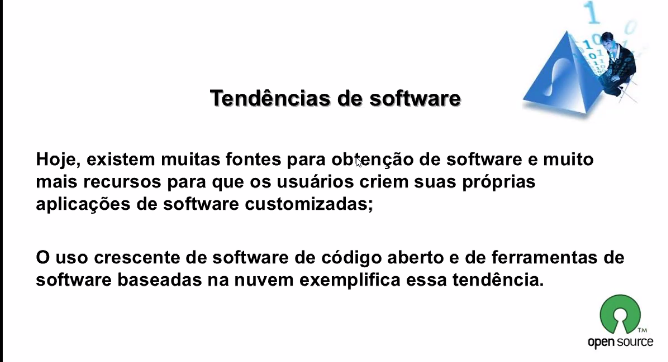 Tendências de software
Hoje, existem muitas fontes para obtenção de software e muito
mais recursos para que os usuários criem suas próprias
aplicações de software customizadas;
O uso crescente de software de código aberto e de ferramentas de
software baseadas na nuvem exemplifica essa tendência.
TM
open source